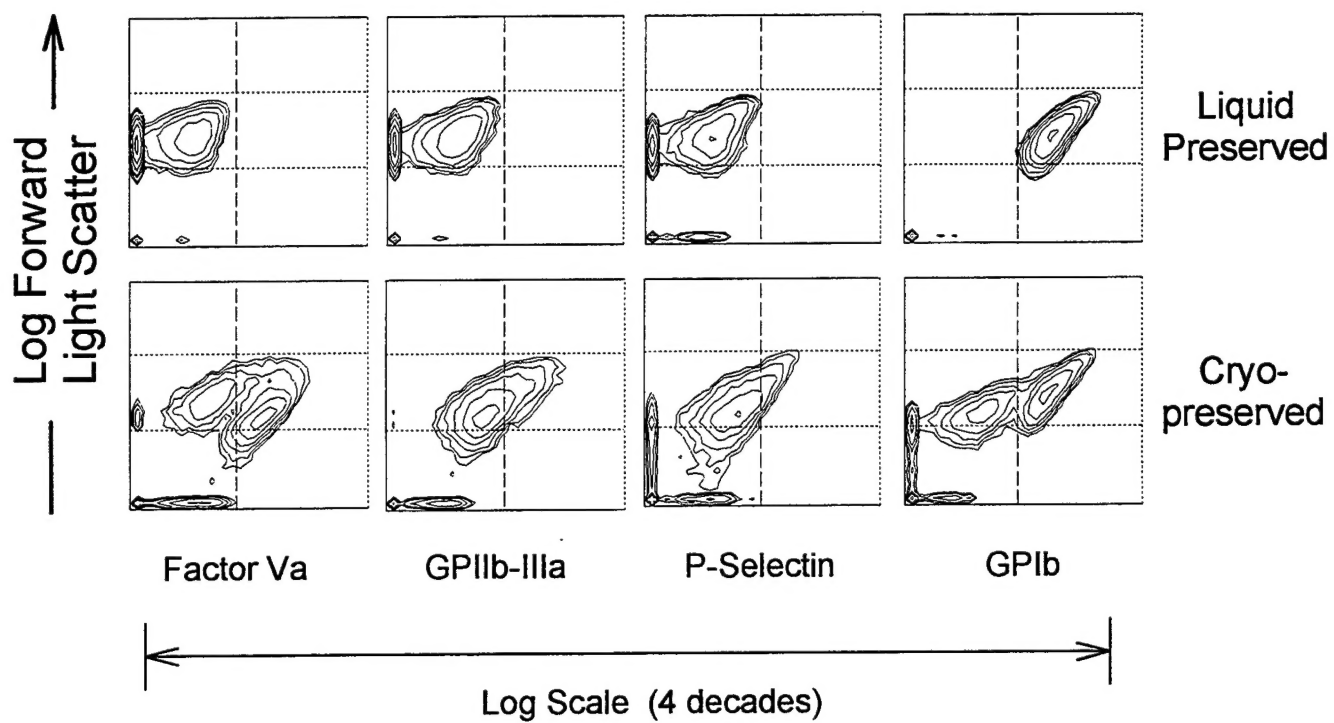 Log Forward
Light Scatter
Liquid
Preserved
Cryo-
preserved
Factor Va
GPIIb-IIIa
P-Selectin
GPIb
Log Scale (4 decades)